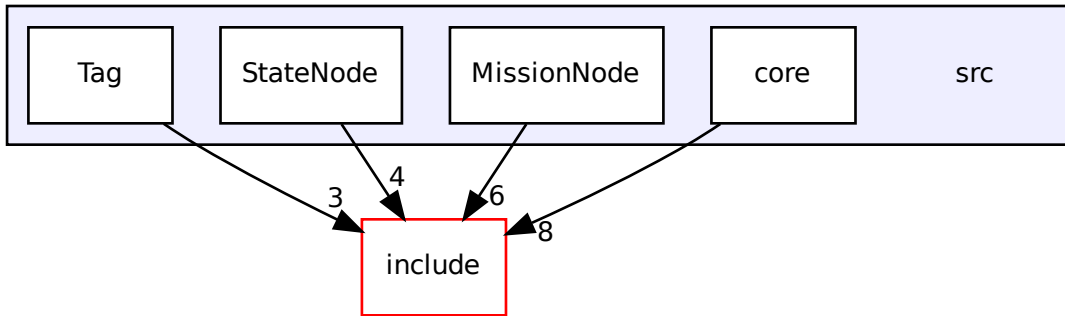 Tag
StateNode
MissionNode
core
src
3
4
6
8
include